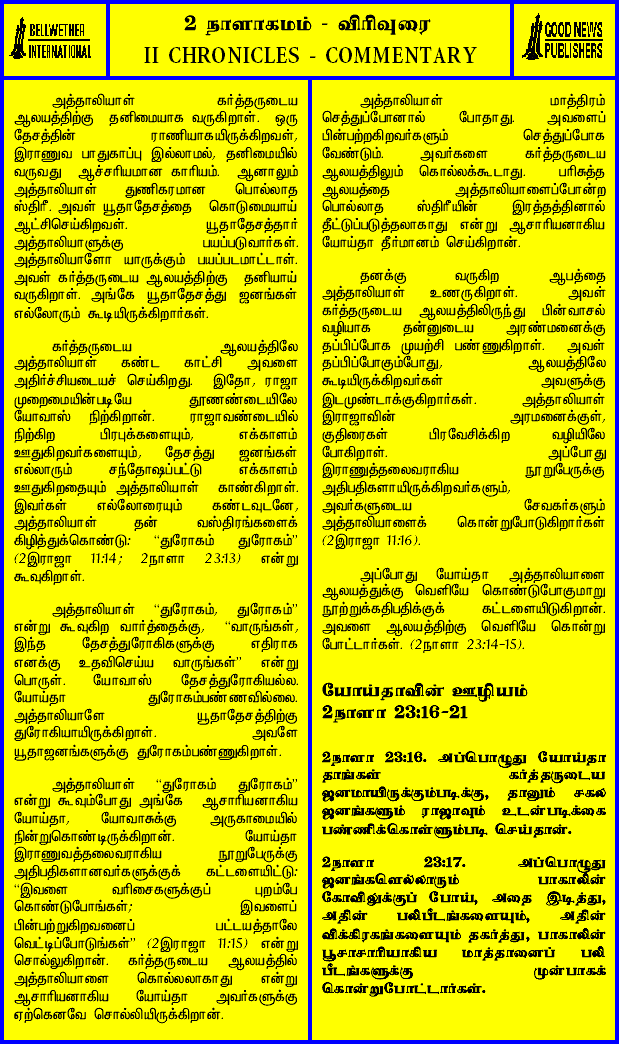 BELLWETHER
INTERNATIONAL
2 நாளாகமம் - விரிவுரை
II CHRONICLES - COMMENTARY
GOOD NEWS
PUBLISHERS
அத்தாலியாள் கர்த்தருடைய
ஆலயத்திற்கு தனிமையாக வருகிறாள். ஒரு
தேசத்தின் ராணியாகயிருக்கிறவள்,
இராணுவ பாதுகாப்பு இல்லாமல், தனிமையில்
வருவது ஆச்சரியமான காரியம். ஆனாலும்
அத்தாலியாள் துணிகரமான பொல்லாத
ஸ்திரீ. அவள் யூதாதேசத்தை கொடுமையாய்
ஆட்சிசெய்கிறவள். யூதாதேசத்தார்
அத்தாலியாளுக்கு பயப்படுவார்கள்.
அத்தாலியாளோ யாருக்கும் பயப்படமாட்டாள்.
அவள் கர்த்தருடைய ஆலயத்திற்கு தனியாய்
வருகிறாள். அங்கே யூதாதேசத்து ஜனங்கள்
எல்லோரும் கூடியிருக்கிறார்கள்.
கர்த்தருடைய ஆலயத்திலே
அத்தாலியாள் கண்ட காட்சி அவளை
அதிர்ச்சியடையச் செய்கிறது. இதோ, ராஜா
முறைமையின்படியே தூணண்டையிலே
யோவாஸ் நிற்கிறான். ராஜாவண்டையில்
நிற்கிற பிரபுக்களையும், எக்காளம்
ஊதுகிறவர்களையும், தேசத்து ஜனங்கள்
எல்லாரும் சந்தோஷப்பட்டு எக்காளம்
ஊதுகிறதையும் அத்தாலியாள் காண்கிறாள்.
இவர்கள் எல்லோரையும் கண்டவுடனே,
அத்தாலியாள் தன் வஸ்திரங்களைக்
கிழித்துக்கொண்டு: “துரோகம் துரோகம்”
(2இராஜா 11:14; 2நாளா 23:13) என்று
கூவுகிறாள்.
அத்தாலியாள் “துரோகம், துரோகம்”
என்று கூவுகிற வார்த்தைக்கு, “வாருங்கள்,
இந்த தேசத்துரோகிகளுக்கு எதிராக
எனக்கு உதவிசெய்ய வாருங்கள்” என்று
பொருள். யோவாஸ் தேசத்துரோகியல்ல.
யோய்தா துரோகம்பண்ணவில்லை.
அத்தாலியாளே யூதாதேசத்திற்கு
துரோகியாயிருக்கிறாள். அவளே
யூதாஜனங்களுக்கு துரோகம்பண்ணுகிறாள்.
அத்தாலியாள் “துரோகம் துரோகம்”
என்று கூவும்போது அங்கே ஆசாரியனாகிய
யோய்தா, யோவாசுக்கு அருகாமையில்
நின்றுகொண்டிருக்கிறான். யோய்தா
இராணுவத்தலைவராகிய நூறுபேருக்கு
அதிபதிகளானவர்களுக்குக் கட்டளையிட்டு:
“இவளை வரிசைகளுக்குப் புறம்பே
கொண்டுபோங்கள்; இவளைப்
பின்பற்றுகிறவனைப் பட்டயத்தாலே
வெட்டிப்போடுங்கள்” (2இராஜா 11:15) என்று
சொல்லுகிறான். கர்த்தருடைய ஆலயத்தில்
அத்தாலியாளை கொல்லலாகாது என்று
ஆசாரியனாகிய யோய்தா அவர்களுக்கு
ஏற்கெனவே சொல்லியிருக்கிறான்.
அத்தாலியாள் மாத்திரம்
செத்துப்போனால் போதாது. அவளைப்
பின்பற்றகிறவர்களும் செத்துப்போக
வேண்டும். அவர்களை கர்த்தருடைய
ஆலயத்திலும் கொல்லக்கூடாது. பரிசுத்த
ஆலயத்தை அத்தாலியாளைப்போன்ற
பொல்லாத ஸ்திரீயின் இரத்தத்தினால்
தீட்டுப்படுத்தலாகாது என்று ஆசாரியனாகிய
யோய்தா தீர்மானம் செய்கிறான்.
தனக்கு வருகிற ஆபத்தை
அத்தாலியாள் உணருகிறாள். அவள்
கர்த்தருடைய ஆலயத்திலிருந்து பின்வாசல்
வழியாக தன்னுடைய அரண்மனைக்கு
தப்பிப்போக முயற்சி பண்ணுகிறாள். அவள்
தப்பிப்போகும்போது, ஆலயத்திலே
கூடியிருக்கிறவர்கள் அவளுக்கு
இடமுண்டாக்குகிறார்கள். அத்தாலியாள்
இராஜாவின் அரமனைக்குள்,
குதிரைகள் பிரவேசிக்கிற வழியிலே
போகிறாள். அப்போது
இராணுத்தலைவராகிய நூறுபேருக்கு
அதிபதிகளாயிருக்கிறவர்களும்,
அவர்களுடைய சேவகர்களும்
அத்தாலியாளைக் கொன்றுபோடுகிறார்கள்
(2இராஜா 11:16).
அப்போது யோய்தா அத்தாலியாளை
ஆலயத்துக்கு வெளியே கொண்டுபோகுமாறு
நூற்றுக்கதிபதிக்குக் கட்டளையிடுகிறான்.
அவளை ஆலயத்திற்கு வெளியே கொன்று
போட்டார்கள். (2நாளா 23:14-15).
யோய்தாவின் ஊழியம்
2நாளா 23:16-21
2நாளா 23:16. அப்பொழுது யோய்தா
தாங்கள் கர்த்தருடைய
ஜனமாயிருக்கும்படிக்கு, தானும் சகல
ஜனங்களும் ராஜாவும் உடன்படிக்கை
பண்ணிக்கொள்ளும்படி செய்தான்.
2நாளா 23:17. அப்பொழுது
ஜனங்களெல்லாரும் பாகாலின்
கோவிலுக்குப் போய், அதை இடித்து,
அதின் பலிபீடங்களையும், அதின்
விக்கிரகங்களையும் தகர்த்து, பாகாலின்
பூசாசாரியாகிய மாத்தானைப் பலி
பீடங்களுக்கு முன்பாகக்
கொன்றுபோட்டார்கள்.